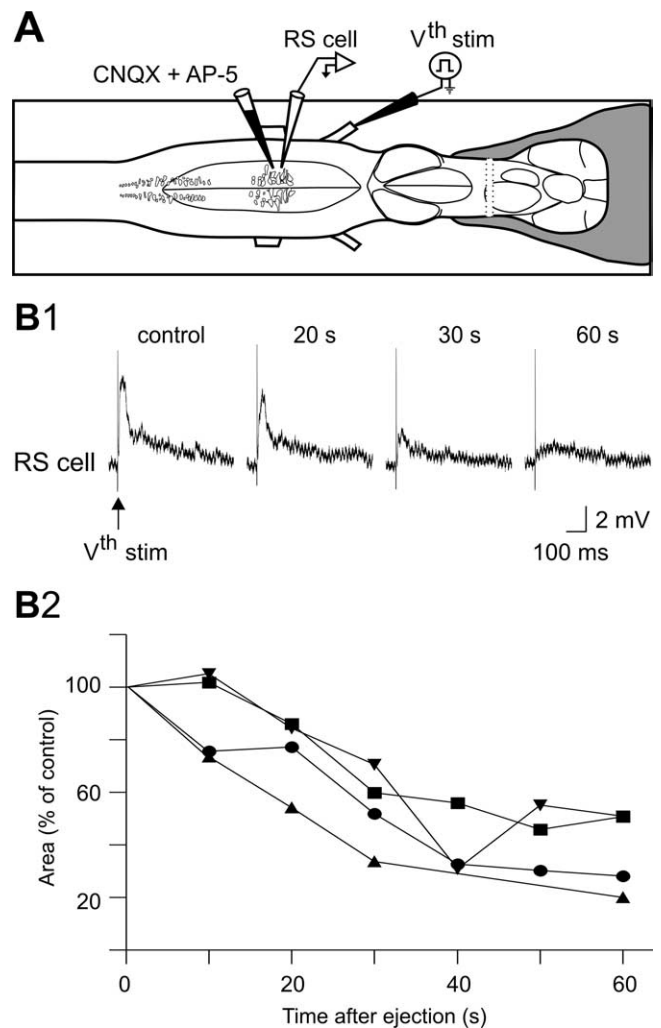 A
RS cell
Vth stim
CNQX + AP-5
B1
control 20 s 30 s 60 s
RS cell
Vth stim
2 mV
100 ms
B2
Area (% of control)
100
60
20
0 20 40 60
Time after ejection (s)